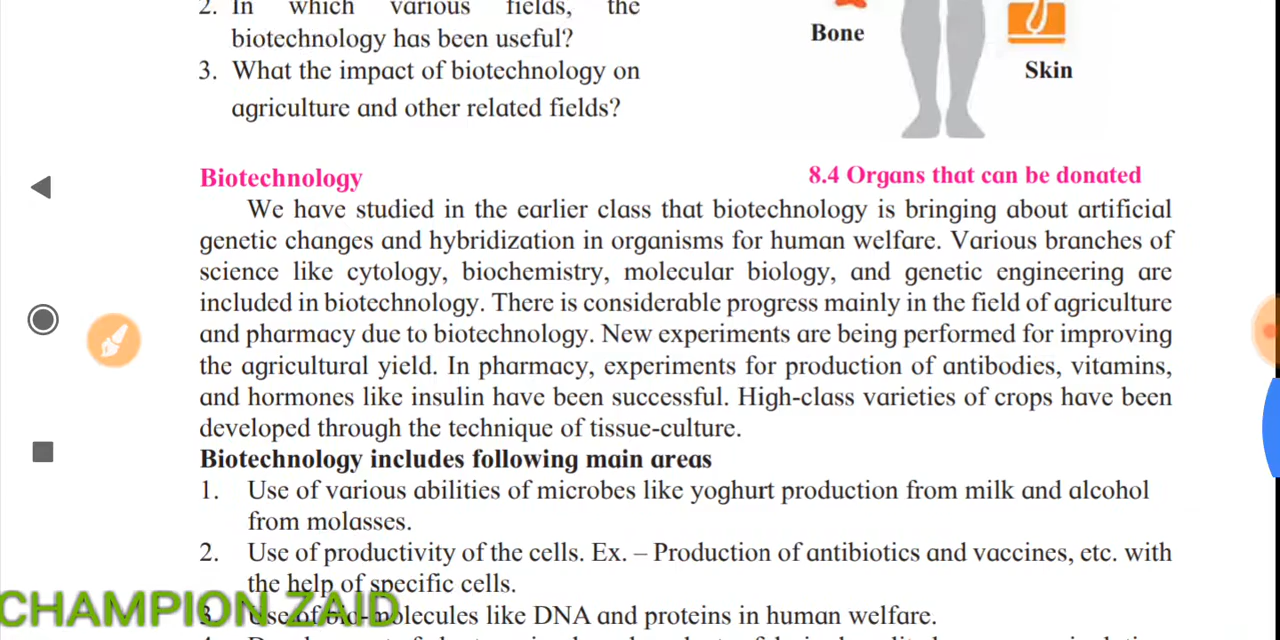 2. In which various fields, the
biotechnology has been useful?
3. What the impact of biotechnology on
agriculture and other related fields?
Bone
Skin
8.4 Organs that can be donated
Biotechnology
We have studied in the earlier class that biotechnology is bringing about artificial
genetic changes and hybridization in organisms for human welfare. Various branches of
science like cytology, biochemistry, molecular biology, and genetic engineering are
included in biotechnology. There is considerable progress mainly in the field of agriculture
and pharmacy due to biotechnology. New experiments are being performed for improving
the agricultural yield. In pharmacy, experiments for production of antibodies, vitamins,
and hormones like insulin have been successful. High-class varieties of crops have been
developed through the technique of tissue-culture.
Biotechnology includes following main areas
1. Use of various abilities of microbes like yoghurt production from milk and alcohol
from molasses.
2. Use of productivity of the cells. Ex. – Production of antibiotics and vaccines, etc. with
the help of specific cells.
3. Use of bio-molecules like DNA and proteins in human welfare.
CHAMPION ZAID